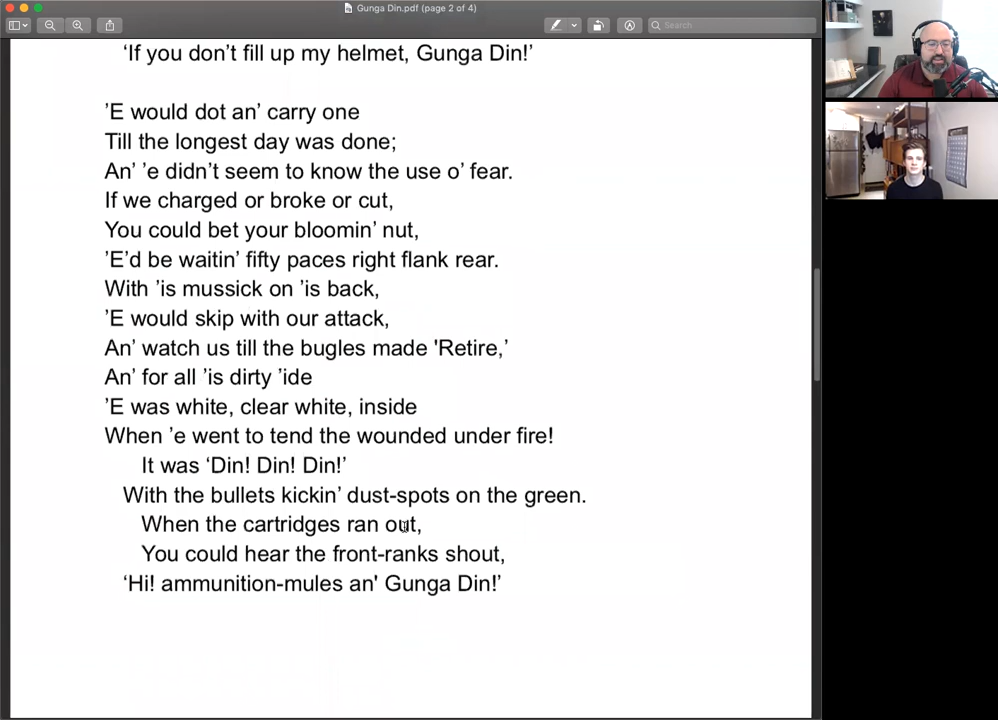 Gunga Din.pdf (page 2 of 4)
Search
‘If you don’t fill up my helmet, Gunga Din!’
’E would dot an’ carry one
Till the longest day was done;
An’ ’e didn’t seem to know the use o’ fear.
If we charged or broke or cut,
You could bet your bloomin’ nut,
’E’d be waitin’ fifty paces right flank rear.
With ’is mussick on ’is back,
’E would skip with our attack,
An’ watch us till the bugles made 'Retire,’
An’ for all ’is dirty ’ide
’E was white, clear white, inside
When ’e went to tend the wounded under fire!
It was ‘Din! Din! Din!’
With the bullets kickin’ dust-spots on the green.
When the cartridges ran out,
You could hear the front-ranks shout,
‘Hi! ammunition-mules an' Gunga Din!’